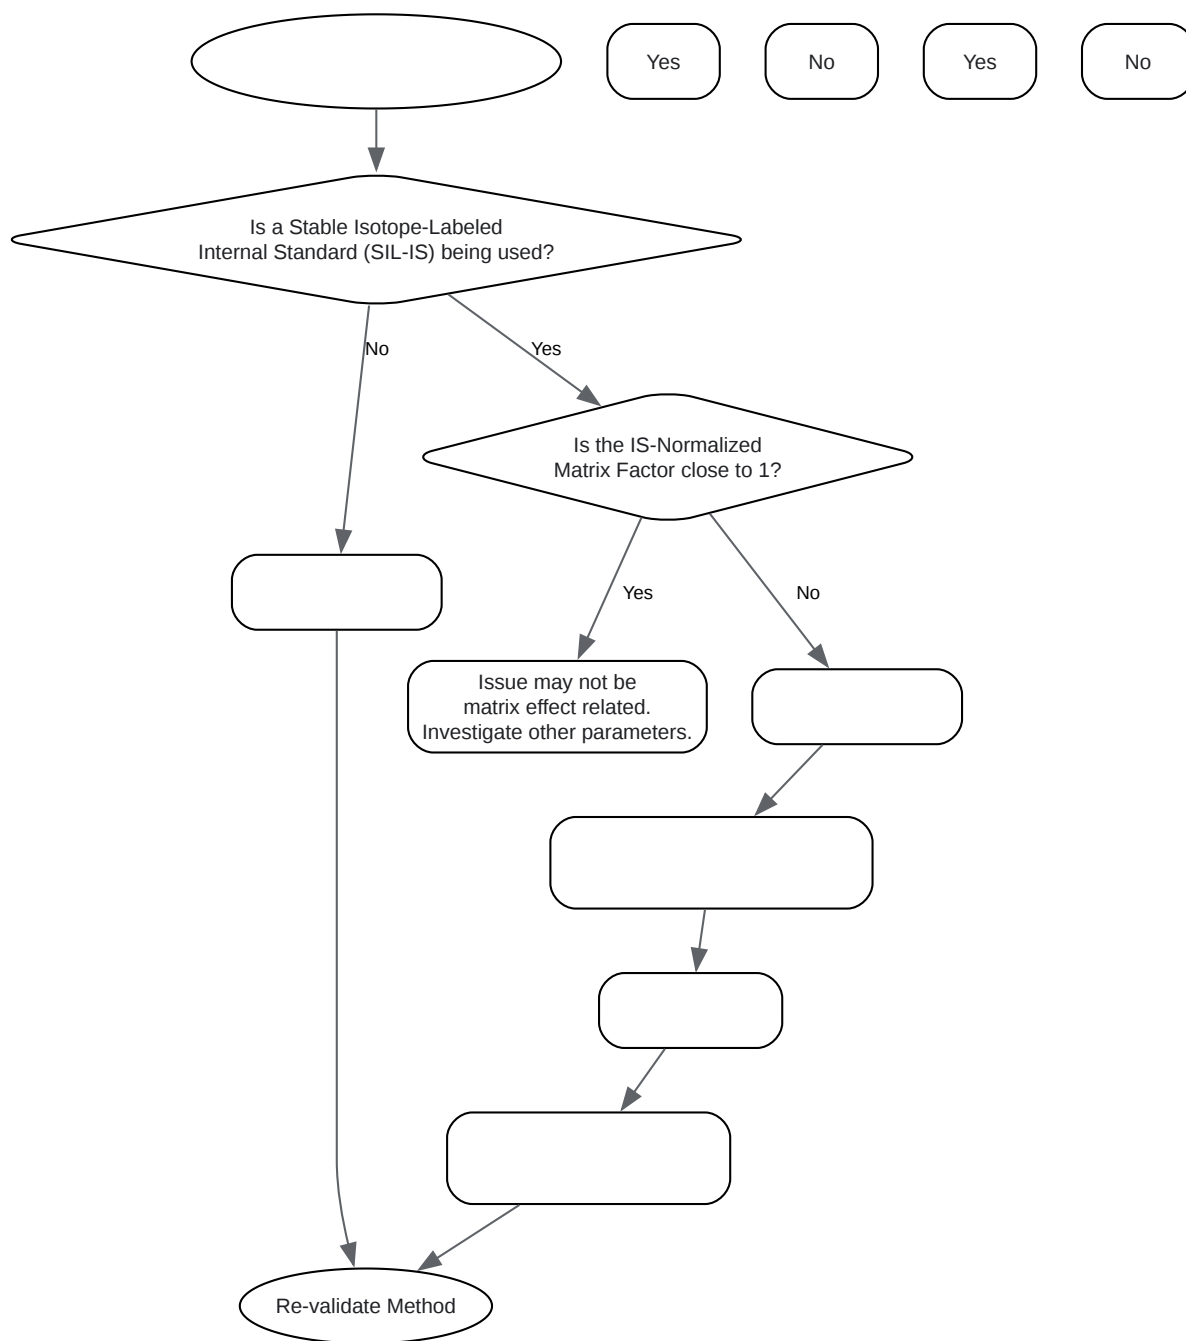 Yes
No
Yes
No
Is a Stable Isotope-Labeled
Internal Standard (SIL-IS) being used?
No
Yes
Is the IS-Normalized
Matrix Factor close to 1?
Yes
No
Issue may not be
matrix effect related.
Investigate other parameters.
Re-validate Method